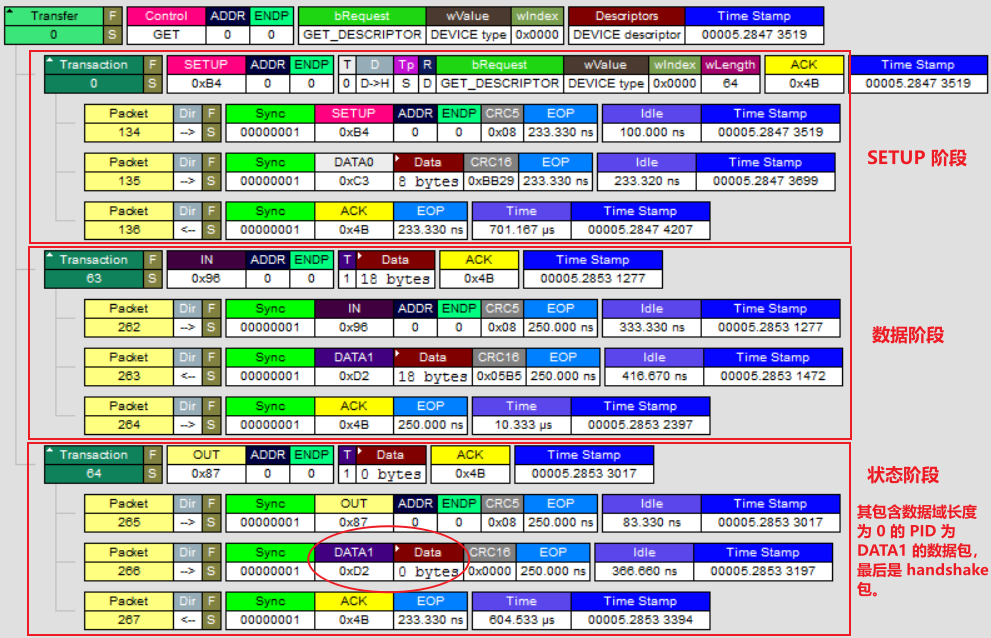 Transfer F Control ADDR ENDP bRequest wValue wIndex Descriptors Time Stamp
0 S GET 0 0 GET_DESCRIPTOR DEVICE type 0x0000 DEVICE descriptor 00005.2847 3519
Transaction F SETUP ADDR ENDP T D Tp R bRequest wValue wIndex wLength ACK Time Stamp
0 S 0xB4 0 0 0 D->H S D GET_DESCRIPTOR DEVICE type 0x0000 64 0x4B 00005.2847 3519
Packet Dir F Sync SETUP ADDR ENDP CRC5 EOP Idle Time Stamp
134 --> S 00000001 0xB4 0 0 0x08 233.330 ns 100.000 ns 00005.2847 3519
SETUP 阶段
Packet Dir F Sync DATA0 Data CRC16 EOP Idle Time Stamp
135 --> S 00000001 0xC3 8 bytes 0xBB29 233.330 ns 233.320 ns 00005.2847 3699
Packet Dir F Sync ACK EOP Time Time Stamp
136 <-- S 00000001 0x4B 233.330 ns 701.167 µs 00005.2847 4207
Transaction F IN ADDR ENDP T Data ACK Time Stamp
63 S 0x96 0 0 1 18 bytes 0x4B 00005.2853 1277
Packet Dir F Sync IN ADDR ENDP CRC5 EOP Idle Time Stamp
262 --> S 00000001 0x96 0 0 0x08 250.000 ns 333.330 ns 00005.2853 1277
数据阶段
Packet Dir F Sync DATA1 Data CRC16 EOP Idle Time Stamp
263 <-- S 00000001 0xD2 18 bytes 0x05B5 250.000 ns 416.670 ns 00005.2853 1472
Packet Dir F Sync ACK EOP Time Time Stamp
264 --> S 00000001 0x4B 250.000 ns 10.333 µs 00005.2853 2397
Transaction F OUT ADDR ENDP T Data ACK Time Stamp
64 S 0x87 0 0 1 0 bytes 0x4B 00005.2853 3017
状态阶段
Packet Dir F Sync OUT ADDR ENDP CRC5 EOP Idle Time Stamp
265 --> S 00000001 0x87 0 0 0x08 250.000 ns 83.330 ns 00005.2853 3017
其包含数据域长度
为 0 的 PID 为
DATA1 的数据包，
最后是 handshake
包。
Packet Dir F Sync DATA1 Data CRC16 EOP Idle Time Stamp
266 --> S 00000001 0xD2 0 bytes 0x0000 250.000 ns 366.660 ns 00005.2853 3197
Packet Dir F Sync ACK EOP Time Time Stamp
267 <-- S 00000001 0x4B 233.330 ns 604.533 µs 00005.2853 3394